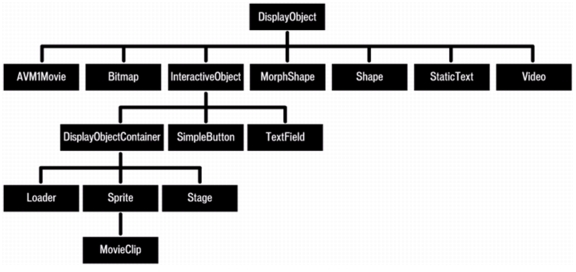 DisplayObject
AVM1Movie
Bitmap
InteractiveObject
MorphShape
Shape
StaticText
Video
DisplayObjectContainer
SimpleButton
TextField
Loader
Sprite
Stage
MovieClip